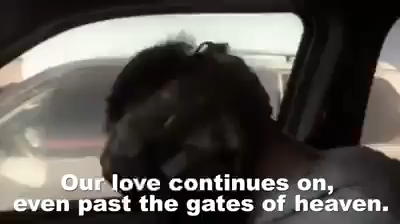 Our love continues on,
even past the gates of heaven.